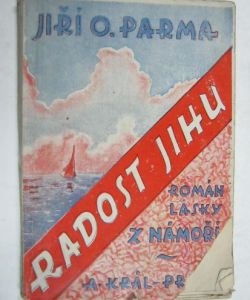 JIŘÍ O. PARMA
RADOST JIHU
ROMÁN
LÁSKY
Z NÁMOŘÍ
A. KRÁL-PR